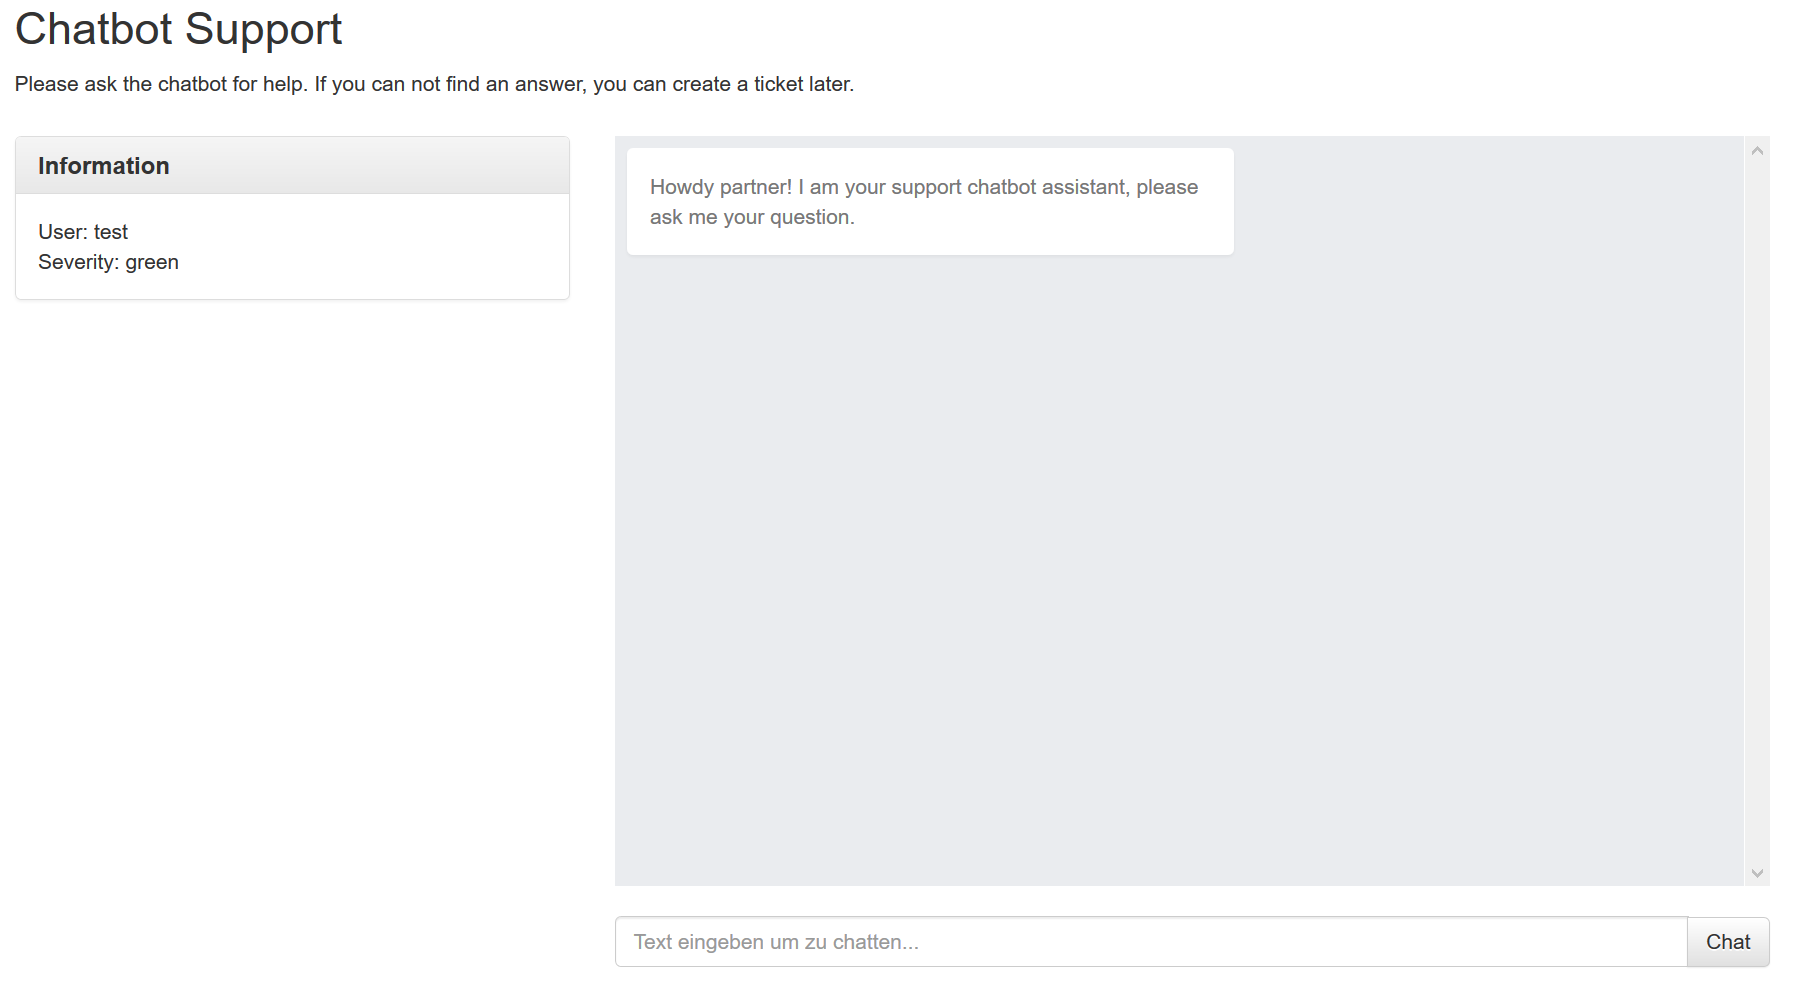 Chatbot Support
Please ask the chatbot for help. If you can not find an answer, you can create a ticket later.
Information
User: test
Severity: green
Howdy partner! I am your support chatbot assistant, please
ask me your question.
Text eingeben um zu chatten...
Chat